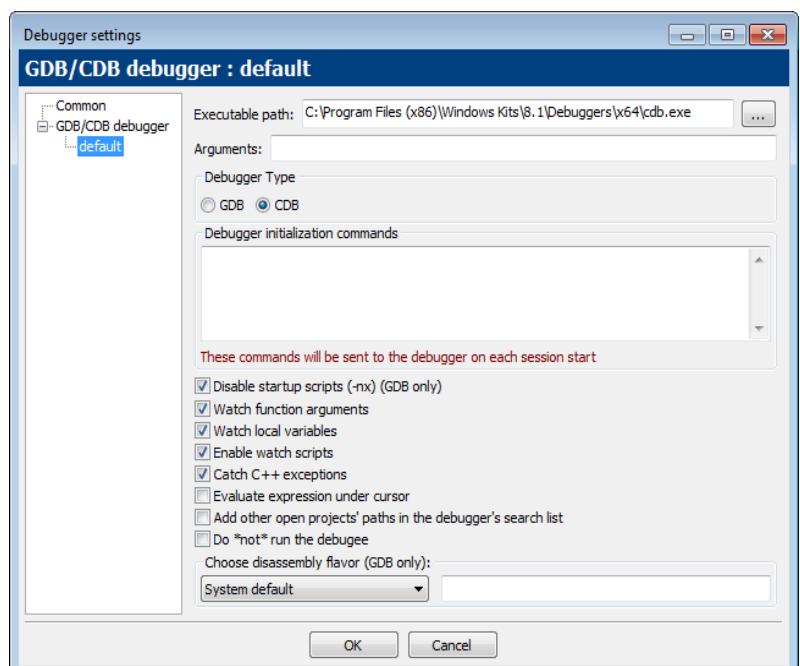 Debugger settings
GDB/CDB debugger : default
Common
GDB/CDB debugger
default
Executable path: C:\Program Files (x86)\Windows Kits\8.1\Debuggers\x64\cdb.exe ...
Arguments:
Debugger Type
GDB CDB
Debugger initialization commands
These commands will be sent to the debugger on each session start
Disable startup scripts (-nx) (GDB only)
Watch function arguments
Watch local variables
Enable watch scripts
Catch C++ exceptions
Evaluate expression under cursor
Add other open projects' paths in the debugger's search list
Do *not* run the debugee
Choose disassembly flavor (GDB only):
System default
OK Cancel